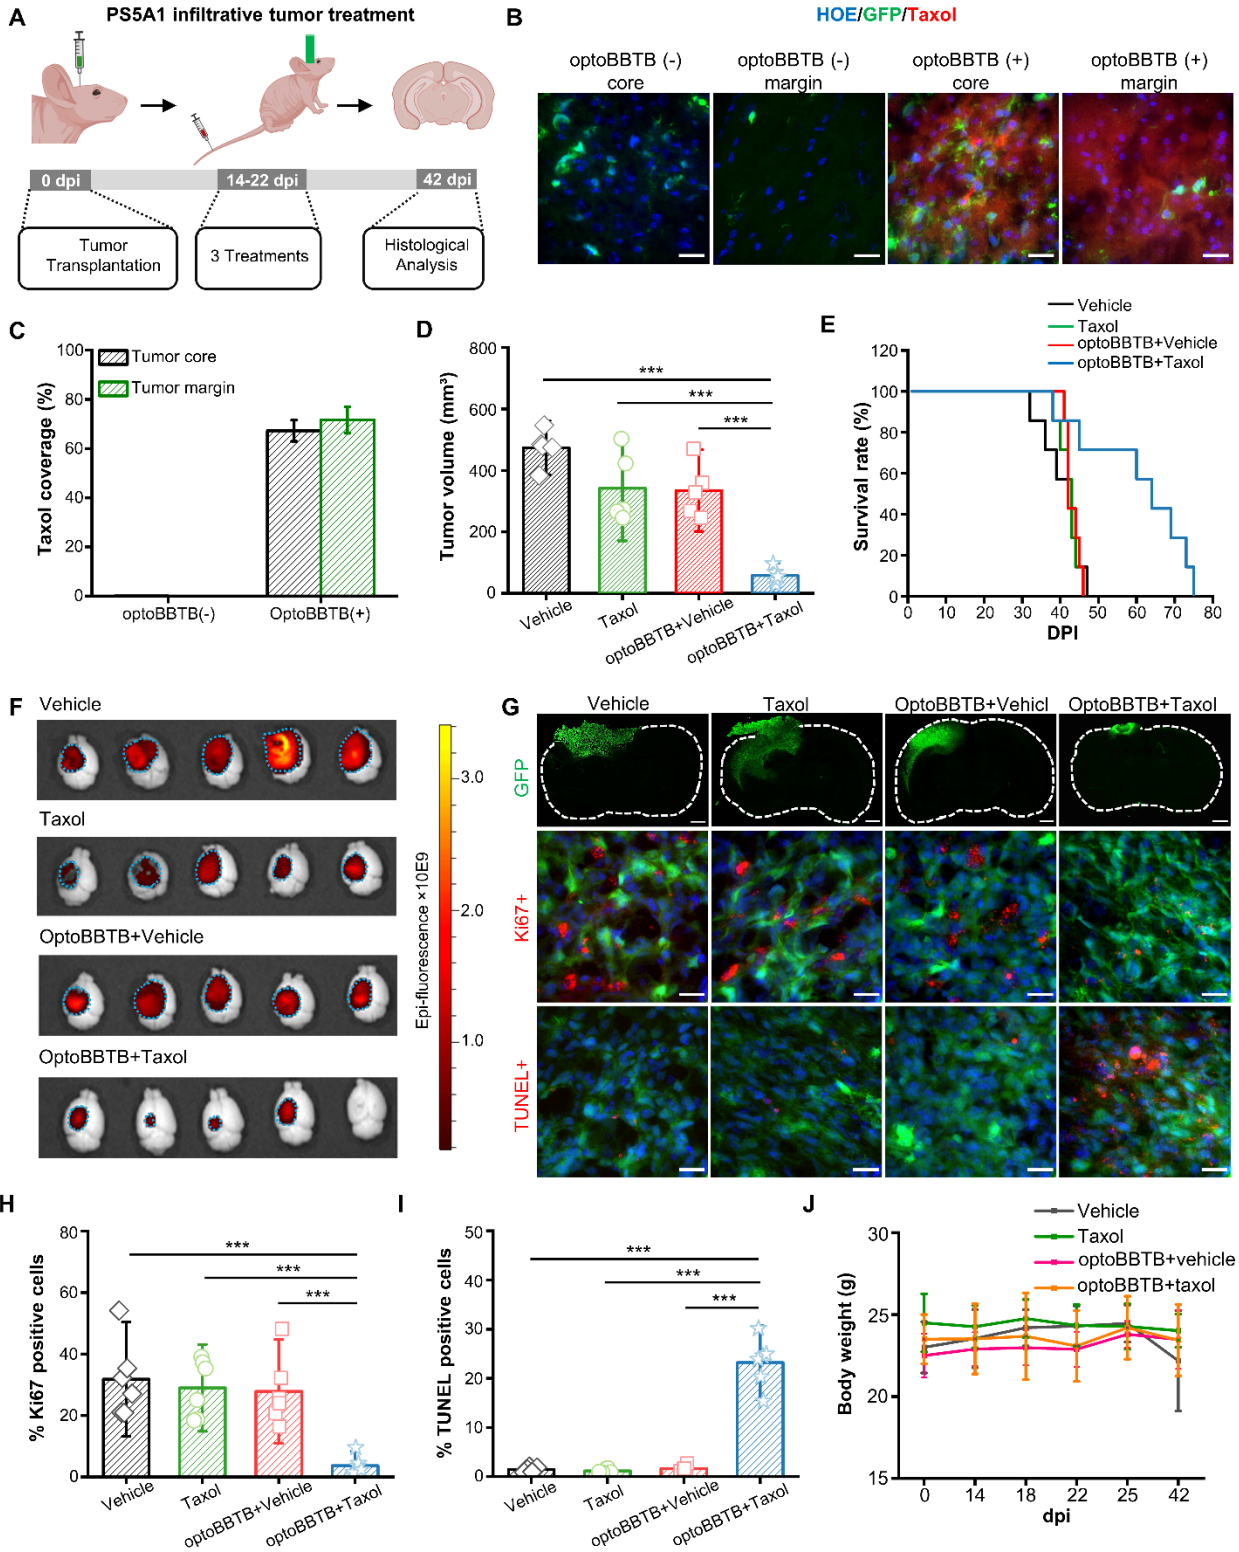 A
PS5A1 infiltrative tumor treatment
0 dpi
14-22 dpi
42 dpi
Tumor
Transplantation
3 Treatments
Histological
Analysis
B
HOE/GFP/Taxol
optoBBTB (-)
core
optoBBTB (-)
margin
optoBBTB (+)
core
optoBBTB (+)
margin
C
Taxol coverage (%)
100
80
60
40
20
0
Tumor core
Tumor margin
optoBBTB(-)
OptoBBTB(+)
D
Tumor volume (mm³)
800
600
400
200
0
***
***
***
Vehicle
Taxol
optoBBTB+Vehicle
optoBBTB+Taxol
E
Vehicle
Taxol
optoBBTB+Vehicle
optoBBTB+Taxol
Survival rate (%)
120
100
80
60
40
20
0
0 10 20 30 40 50 60 70 80
DPI
F
Vehicle
Taxol
OptoBBTB+Vehicle
OptoBBTB+Taxol
3.0
2.0
1.0
Epi-fluorescence ×10E9
G
Vehicle
Taxol
OptoBBTB+Vehicl
OptoBBTB+Taxol
GFP
Ki67+
TUNEL+
H
% Ki67 positive cells
80
60
40
20
0
***
***
***
Vehicle
Taxol
optoBBTB+Vehicle
optoBBTB+Taxol
I
% TUNEL positive cells
50
40
30
20
10
0
***
***
***
Vehicle
Taxol
optoBBTB+Vehicle
optoBBTB+Taxol
J
Vehicle
Taxol
optoBBTB+vehicle
optoBBTB+taxol
Body weight (g)
30
25
20
15
0 14 18 22 25 42
dpi